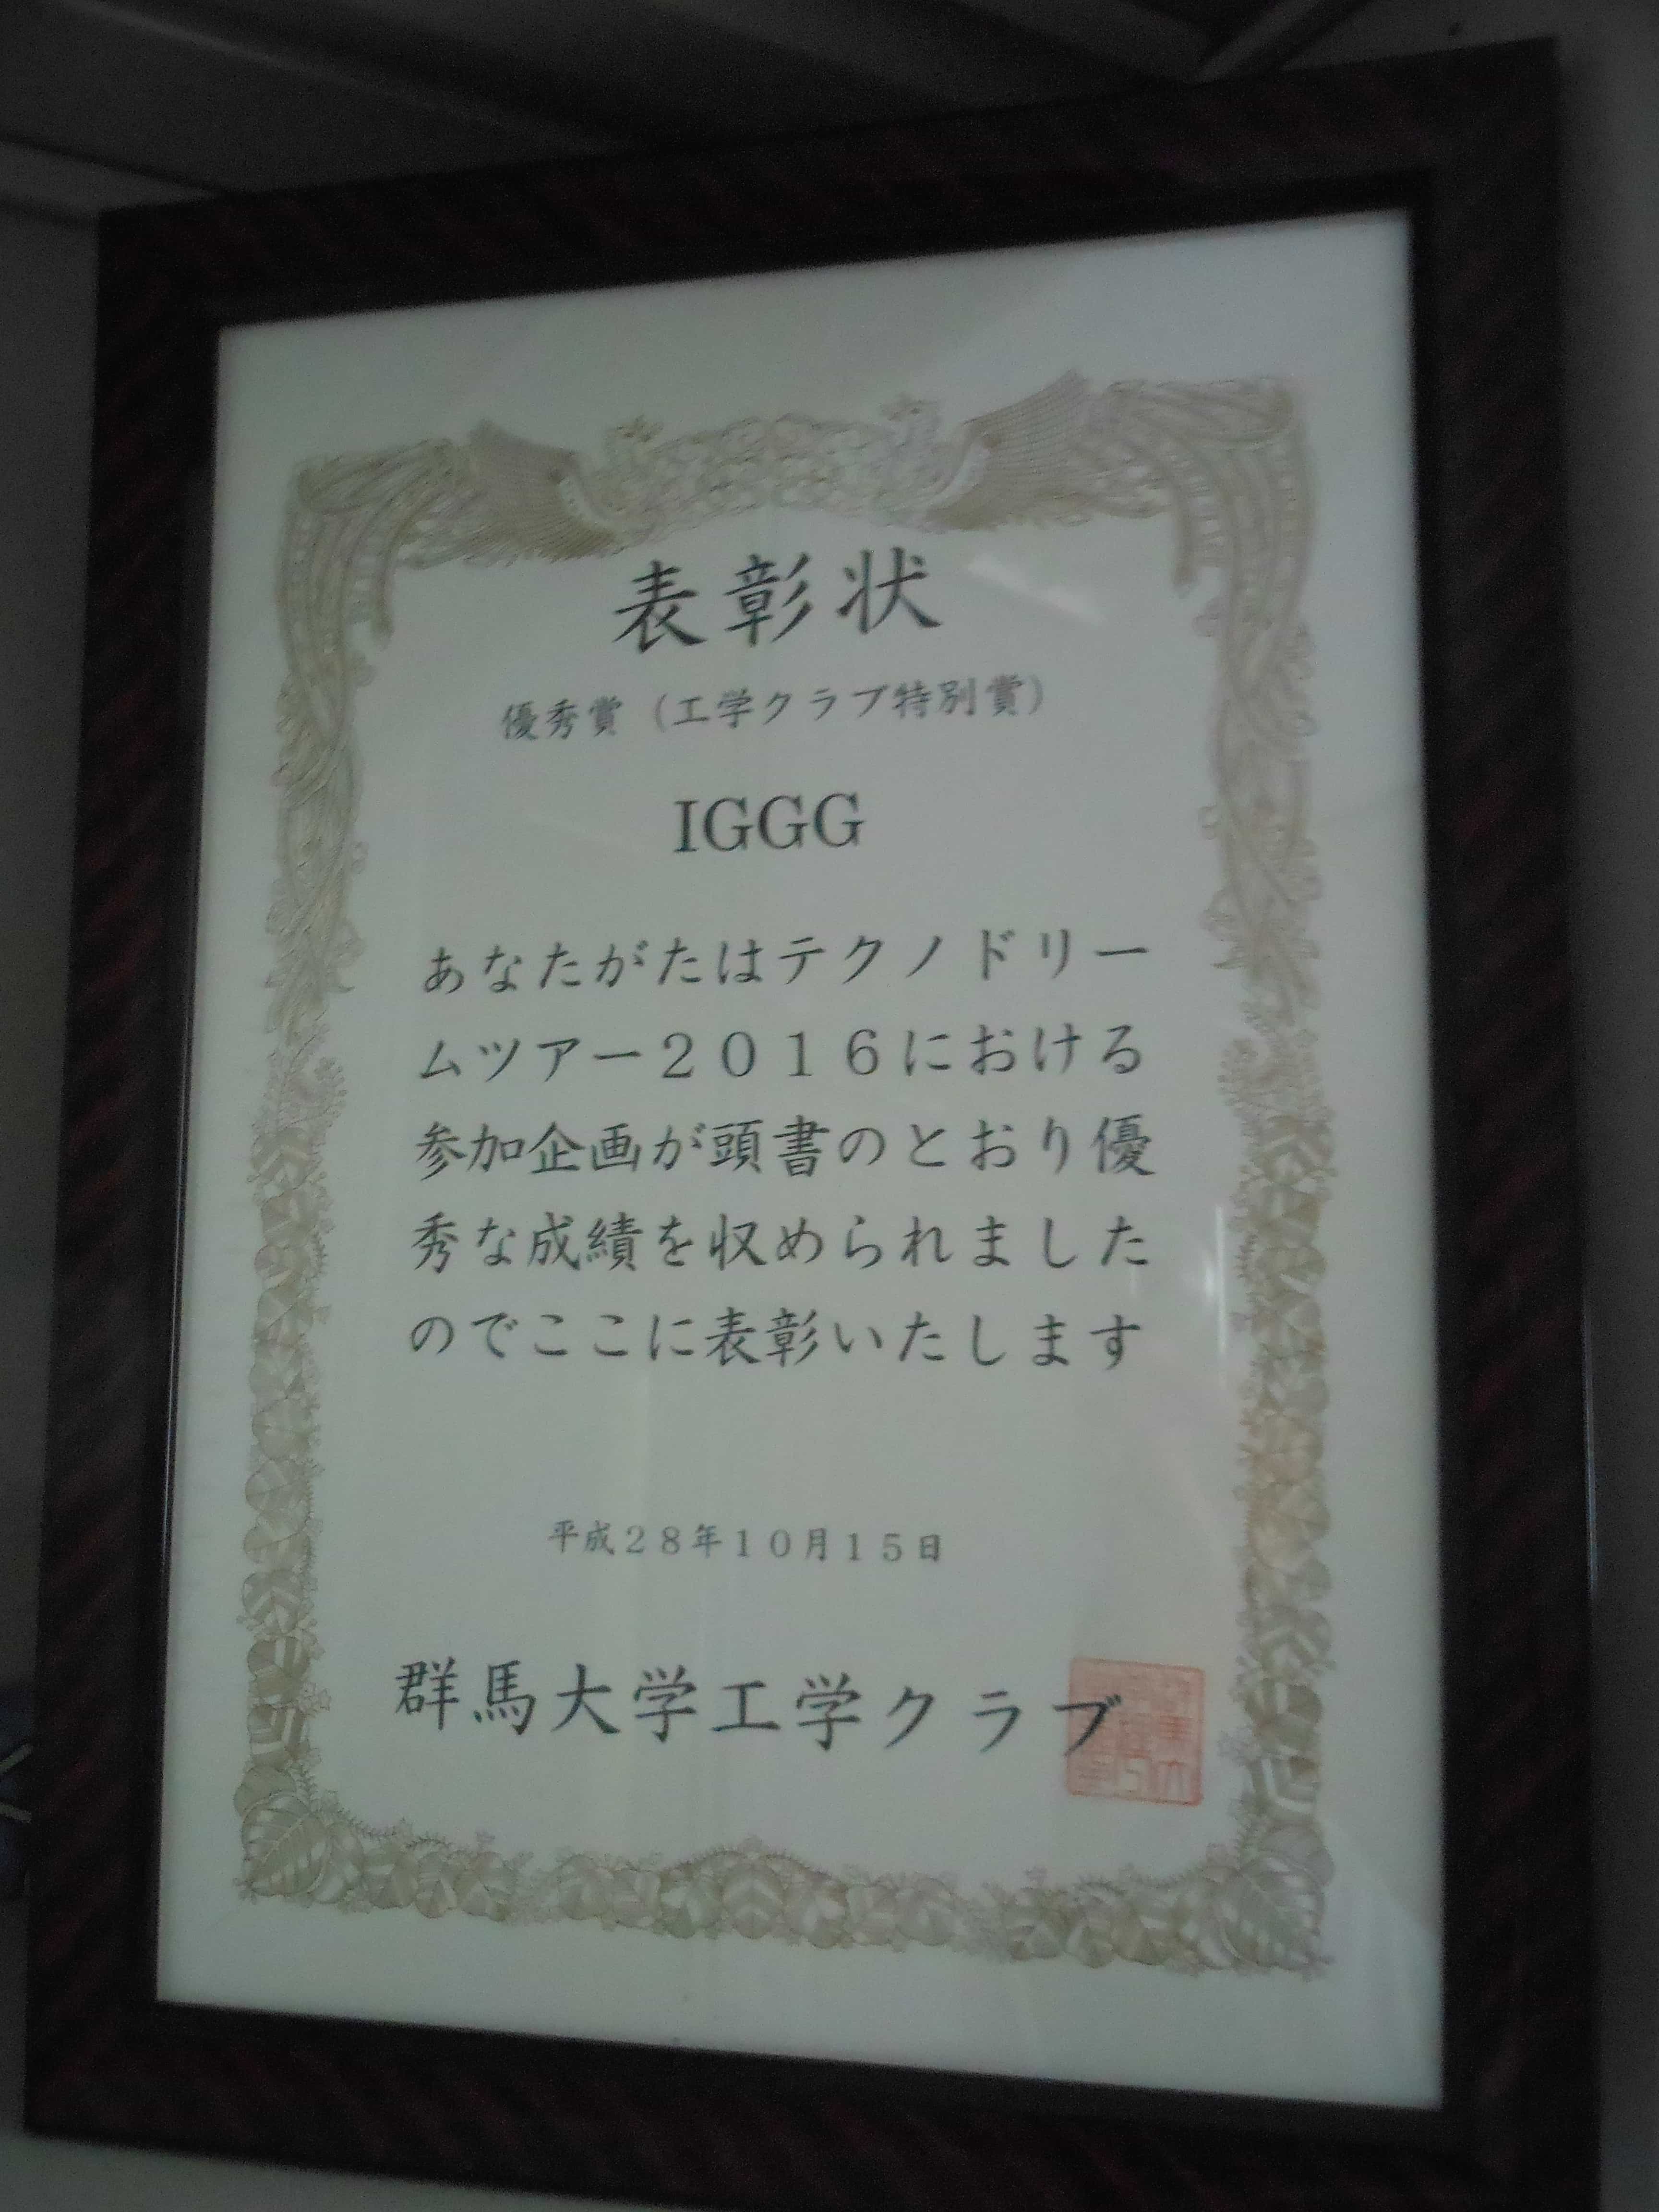 表彰状
優秀賞（工学クラブ特別賞）
IGGG
あなたがたはテクノドリー
ムツアー２０１６における
参加企画が頭書のとおり優
秀な成績を収められました
のでここに表彰いたします
平成２８年１０月１５日
群馬大学工学クラブ